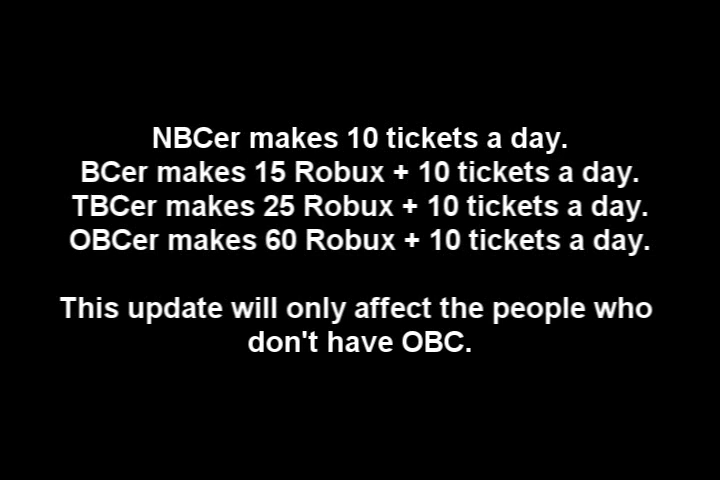 NBCer makes 10 tickets a day.
BCer makes 15 Robux + 10 tickets a day.
TBCer makes 25 Robux + 10 tickets a day.
OBCer makes 60 Robux + 10 tickets a day.
This update will only affect the people who
don't have OBC.